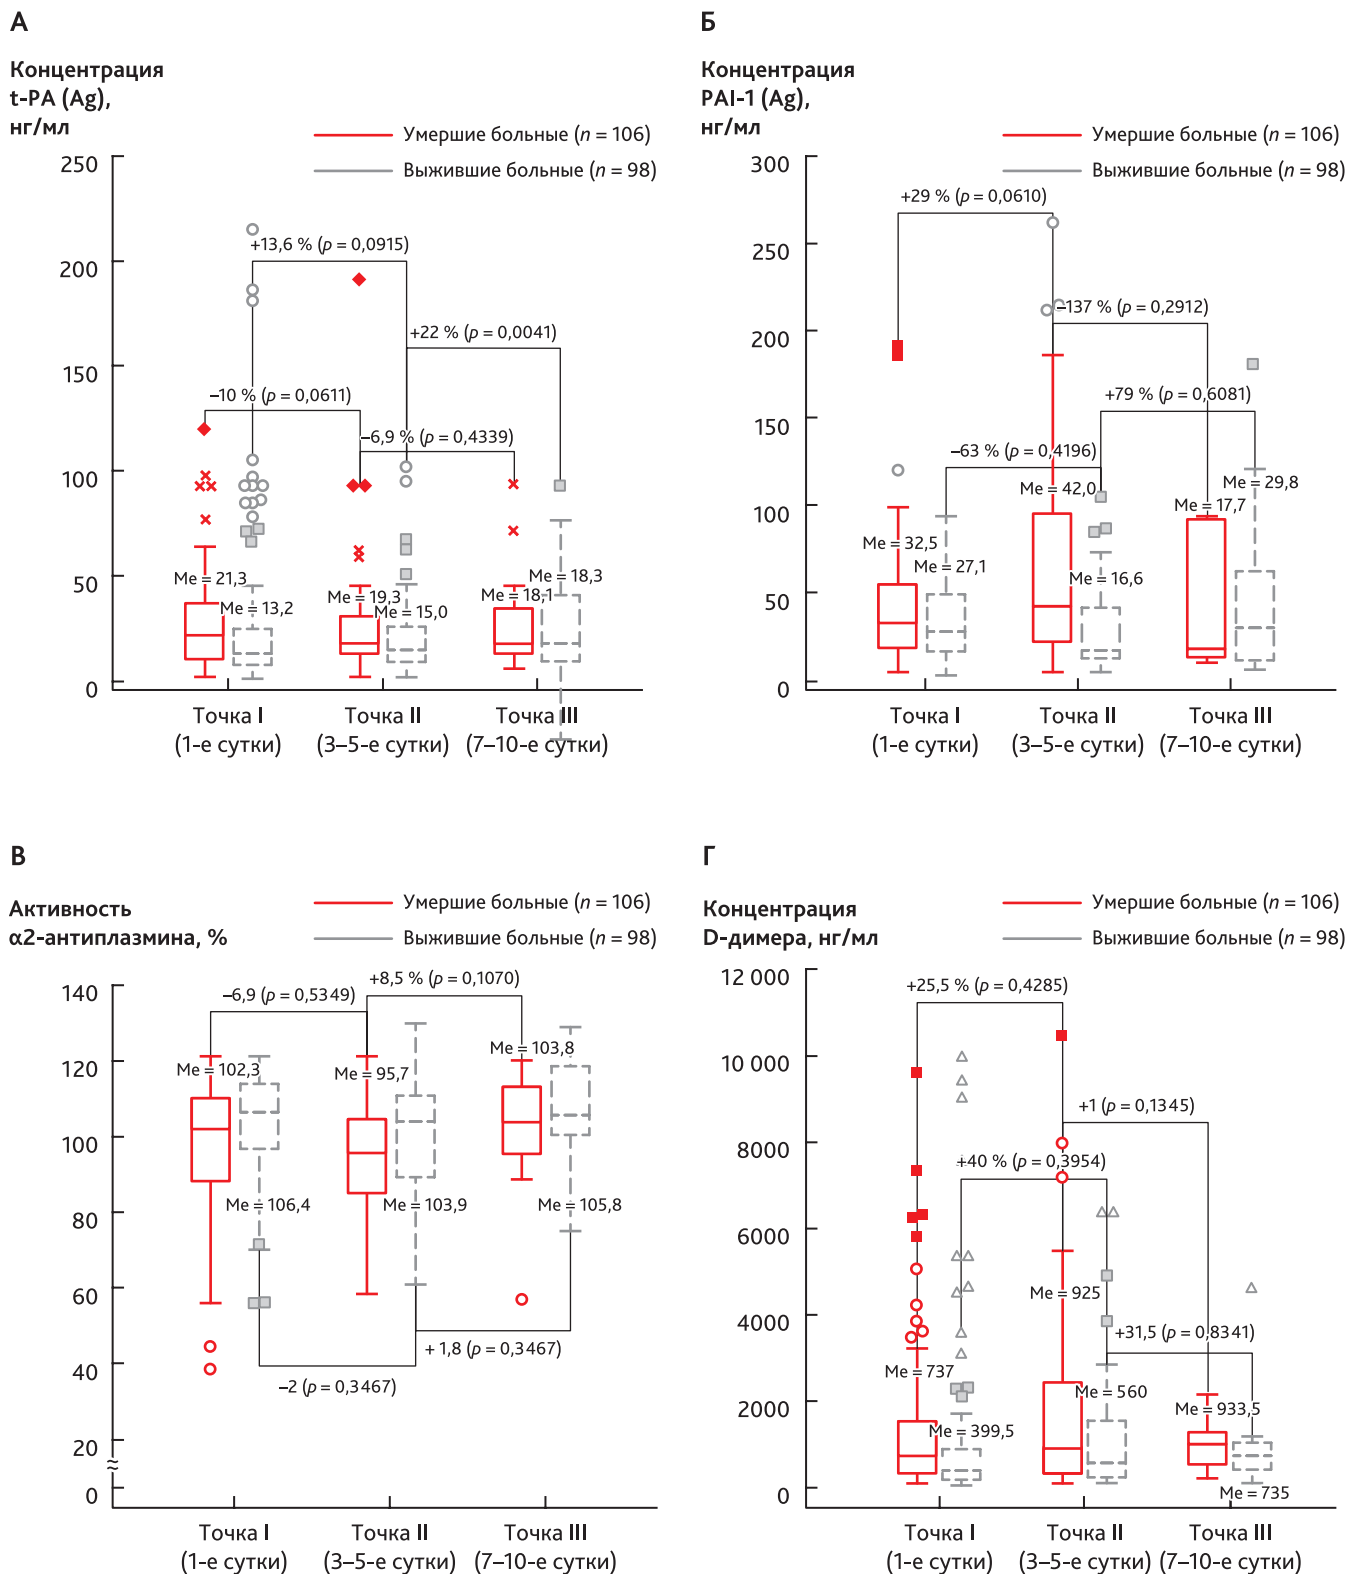 А
Концентрация
t-PA (Ag),
нг/мл
Умершие больные (n = 106)
Выжившие больные (n = 98)
250
200
150
100
50
0
+13,6 % (p = 0,0915)
+22 % (p = 0,0041)
–10 % (p = 0,0611)
–6,9 % (p = 0,4339)
Me = 21,3
Me = 13,2
Me = 19,3
Me = 15,0
Me = 18,1
Me = 18,3
Точка I
(1-е сутки)
Точка II
(3–5-е сутки)
Точка III
(7–10-е сутки)
Б
Концентрация
PAI-1 (Ag),
нг/мл
Умершие больные (n = 106)
Выжившие больные (n = 98)
300
250
200
150
100
50
0
+29 % (p = 0,0610)
–137 % (p = 0,2912)
+79 % (p = 0,6081)
–63 % (p = 0,4196)
Me = 32,5
Me = 27,1
Me = 42,0
Me = 16,6
Me = 17,7
Me = 29,8
Точка I
(1-е сутки)
Точка II
(3–5-е сутки)
Точка III
(7–10-е сутки)
В
Активность
α2-антиплазмина, %
Умершие больные (n = 106)
Выжившие больные (n = 98)
140
120
100
80
60
40
20
≈
0
–6,9 (p = 0,5349)
+8,5 % (p = 0,1070)
Me = 102,3
Me = 95,7
Me = 103,8
Me = 106,4
Me = 103,9
Me = 105,8
+ 1,8 (p = 0,3467)
–2 (p = 0,3467)
Точка I
(1-е сутки)
Точка II
(3–5-е сутки)
Точка III
(7–10-е сутки)
Г
Концентрация
D-димера, нг/мл
Умершие больные (n = 106)
Выжившие больные (n = 98)
12 000
10 000
8000
6000
4000
2000
0
+25,5 % (p = 0,4285)
+1 (p = 0,1345)
+40 % (p = 0,3954)
+31,5 (p = 0,8341)
Me = 737
Me = 399,5
Me = 925
Me = 560
Me = 933,5
Me = 735
Точка I
(1-е сутки)
Точка II
(3–5-е сутки)
Точка III
(7–10-е сутки)